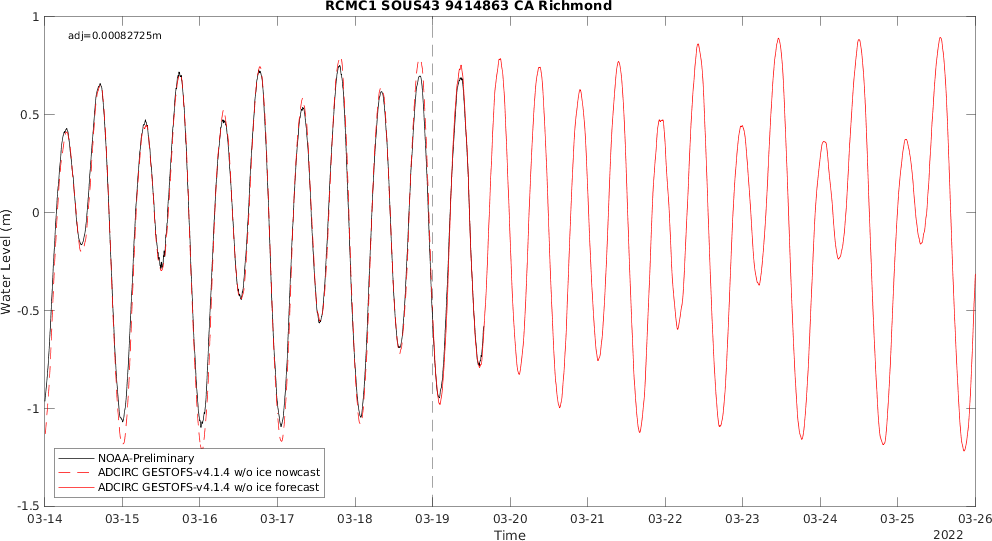 RCMC1 SOUS43 9414863 CA Richmond
adj=0.00082725m
1
0.5
0
-0.5
-1
-1.5
Water Level (m)
NOAA-Preliminary
ADCIRC GESTOFS-v4.1.4 w/o ice nowcast
ADCIRC GESTOFS-v4.1.4 w/o ice forecast
03-14 03-15 03-16 03-17 03-18 03-19 03-20 03-21 03-22 03-23 03-24 03-25 03-26
Time
2022